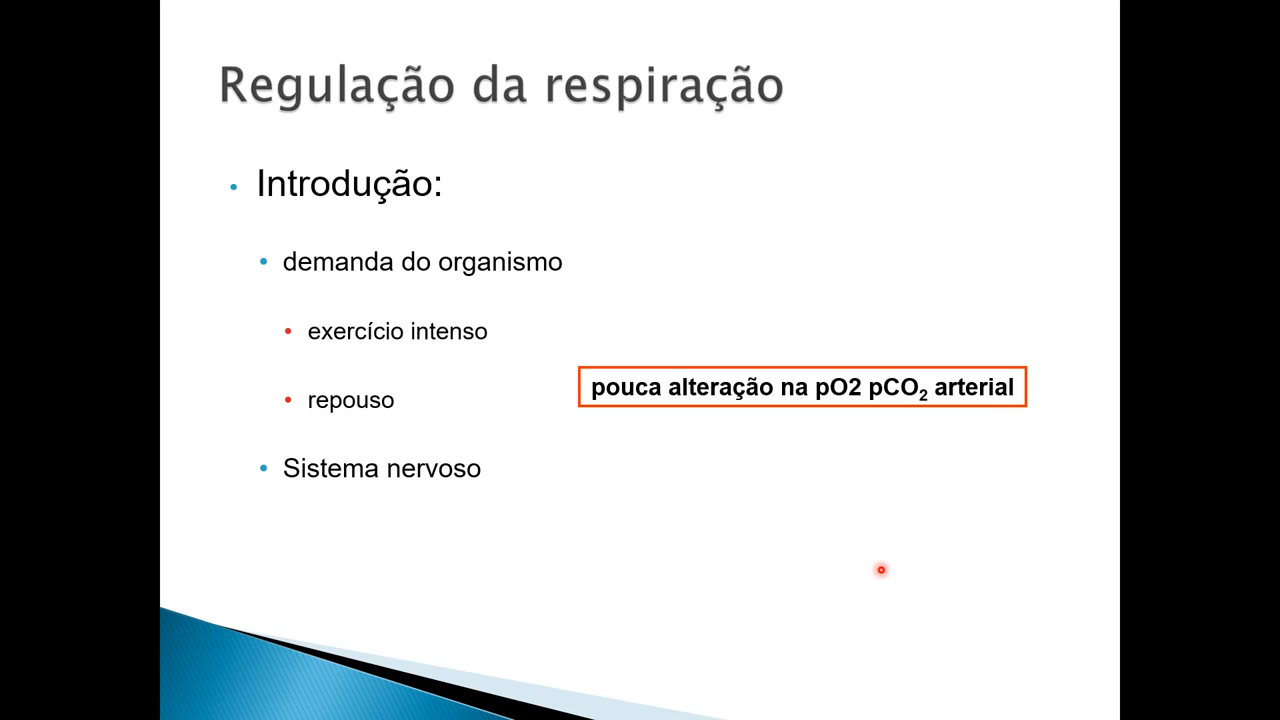 Regulação da respiração
• Introdução:
• demanda do organismo
• exercício intenso
pouca alteração na pO2 pCO₂ arterial
• repouso
• Sistema nervoso